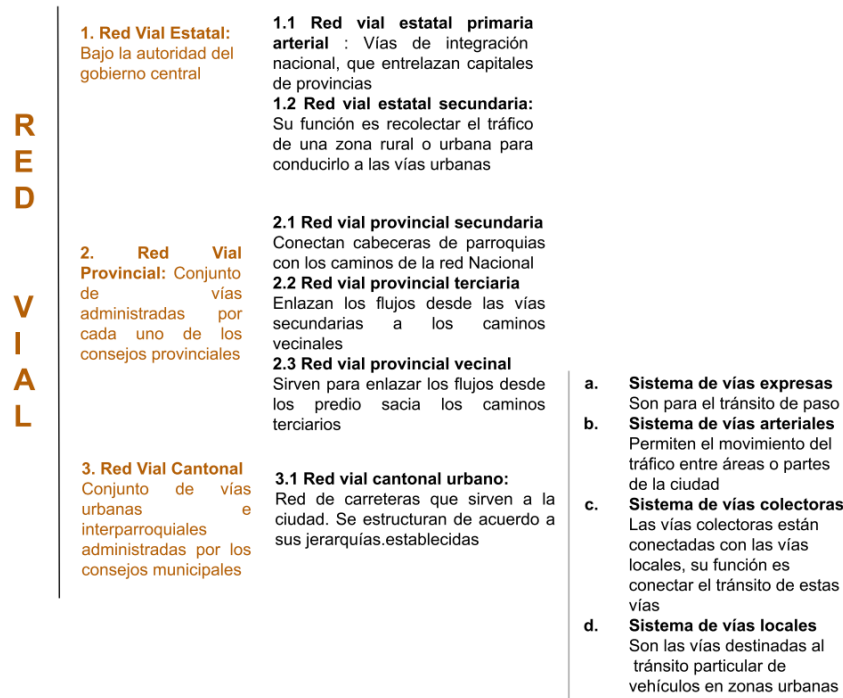 RED VIAL
1. Red Vial Estatal:
Bajo la autoridad del
gobierno central
1.1 Red vial estatal primaria
arterial : Vías de integración
nacional, que entrelazan capitales
de provincias
1.2 Red vial estatal secundaria:
Su función es recolectar el tráfico
de una zona rural o urbana para
conducirlo a las vías urbanas
2. Red Vial
Provincial: Conjunto
de vías
administradas por
cada uno de los
consejos provinciales
2.1 Red vial provincial secundaria
Conectan cabeceras de parroquias
con los caminos de la red Nacional
2.2 Red vial provincial terciaria
Enlazan los flujos desde las vías
secundarias a los caminos
vecinales
2.3 Red vial provincial vecinal
Sirven para enlazar los flujos desde
los predio sacia los caminos
terciarios
3. Red Vial Cantonal
Conjunto de vías
urbanas e
interparroquiales
administradas por los
consejos municipales
3.1 Red vial cantonal urbano:
Red de carreteras que sirven a la
ciudad. Se estructuran de acuerdo a
sus jerarquías.establecidas
a. Sistema de vías expresas
Son para el tránsito de paso
b. Sistema de vías arteriales
Permiten el movimiento del
tráfico entre áreas o partes
de la ciudad
c. Sistema de vías colectoras
Las vías colectoras están
conectadas con las vías
locales, su función es
conectar el tránsito de estas
vías
d. Sistema de vías locales
Son las vías destinadas al
tránsito particular de
vehículos en zonas urbanas